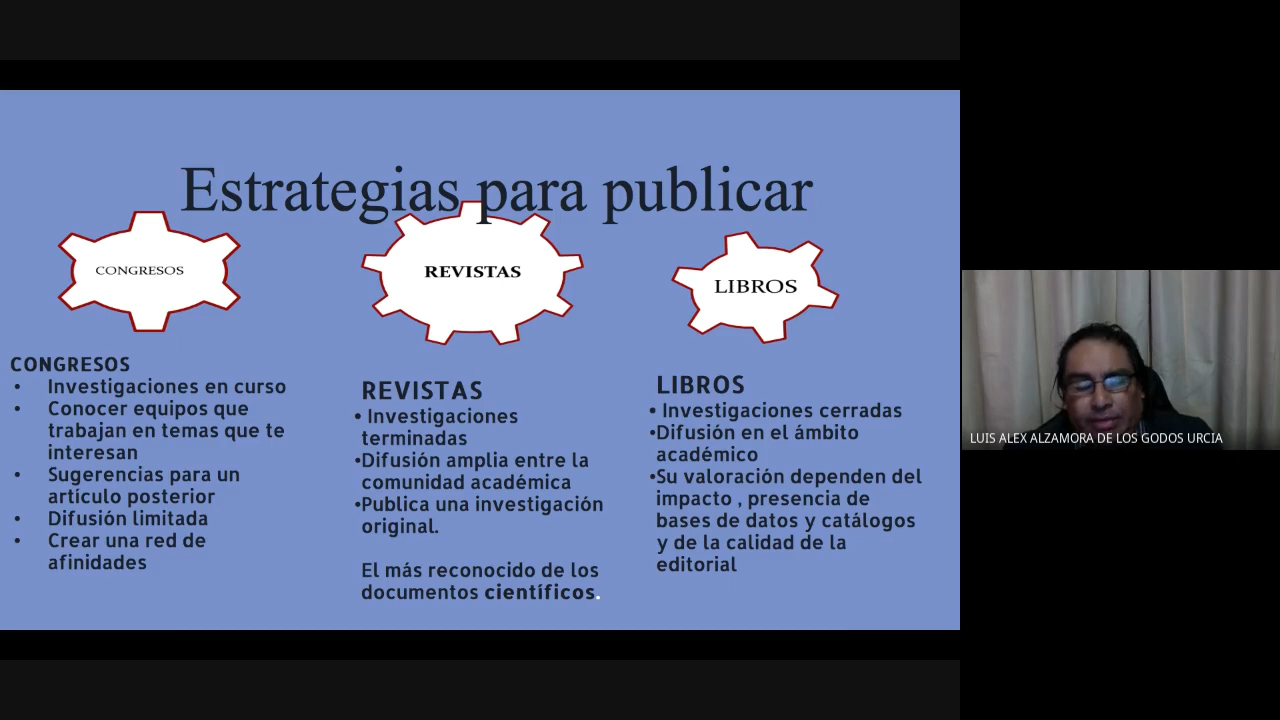 Estrategias para publicar
CONGRESOS
REVISTAS
LIBROS
CONGRESOS
• Investigaciones en curso
• Conocer equipos que
trabajan en temas que te
interesan
• Sugerencias para un
artículo posterior
• Difusión limitada
• Crear una red de
afinidades
REVISTAS
• Investigaciones
terminadas
•Difusión amplia entre la
comunidad académica
•Publica una investigación
original.
El más reconocido de los
documentos científicos.
LIBROS
• Investigaciones cerradas
•Difusión en el ámbito
académico
•Su valoración dependen del
impacto , presencia de
bases de datos y catálogos
y de la calidad de la
editorial
LUIS ALEX ALZAMORA DE LOS GODOS URCIA